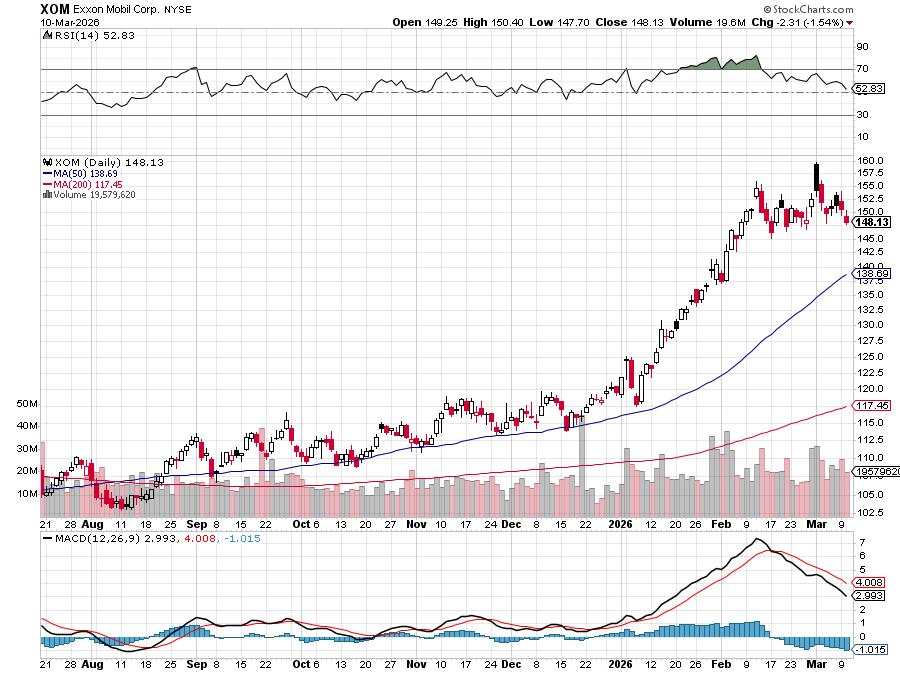 XOM Exxon Mobil Corp. NYSE
© StockCharts.com
10-Mar-2026
Open 149.25 High 150.40 Low 147.70 Close 148.13 Volume 19.6M Chg -2.31 (-1.54%)
RSI(14) 52.83
90
70
52.83
30
10
XOM (Daily) 148.13
MA(50) 138.69
MA(200) 117.45
Volume 19,579,620
160.0
157.5
155.0
152.5
150.0
148.13
145.0
142.5
140.0
138.69
137.5
135.0
132.5
130.0
127.5
125.0
122.5
120.0
117.45
115.0
112.5
110.0
19579620
105.0
102.5
50M
40M
30M
20M
10M
21 28 Aug 11 18 25 Sep 8 15 22 Oct 6 13 20 27 Nov 10 17 24 Dec 8 15 22 2026 12 20 26 Feb 9 17 23 Mar 9
MACD(12,26,9) 2.993, 4.008, -1.015
7
6
5
4.008
2.993
2
1
0
-1.015
21 28 Aug 11 18 25 Sep 8 15 22 Oct 6 13 20 27 Nov 10 17 24 Dec 8 15 22 2026 12 20 26 Feb 9 17 23 Mar 9